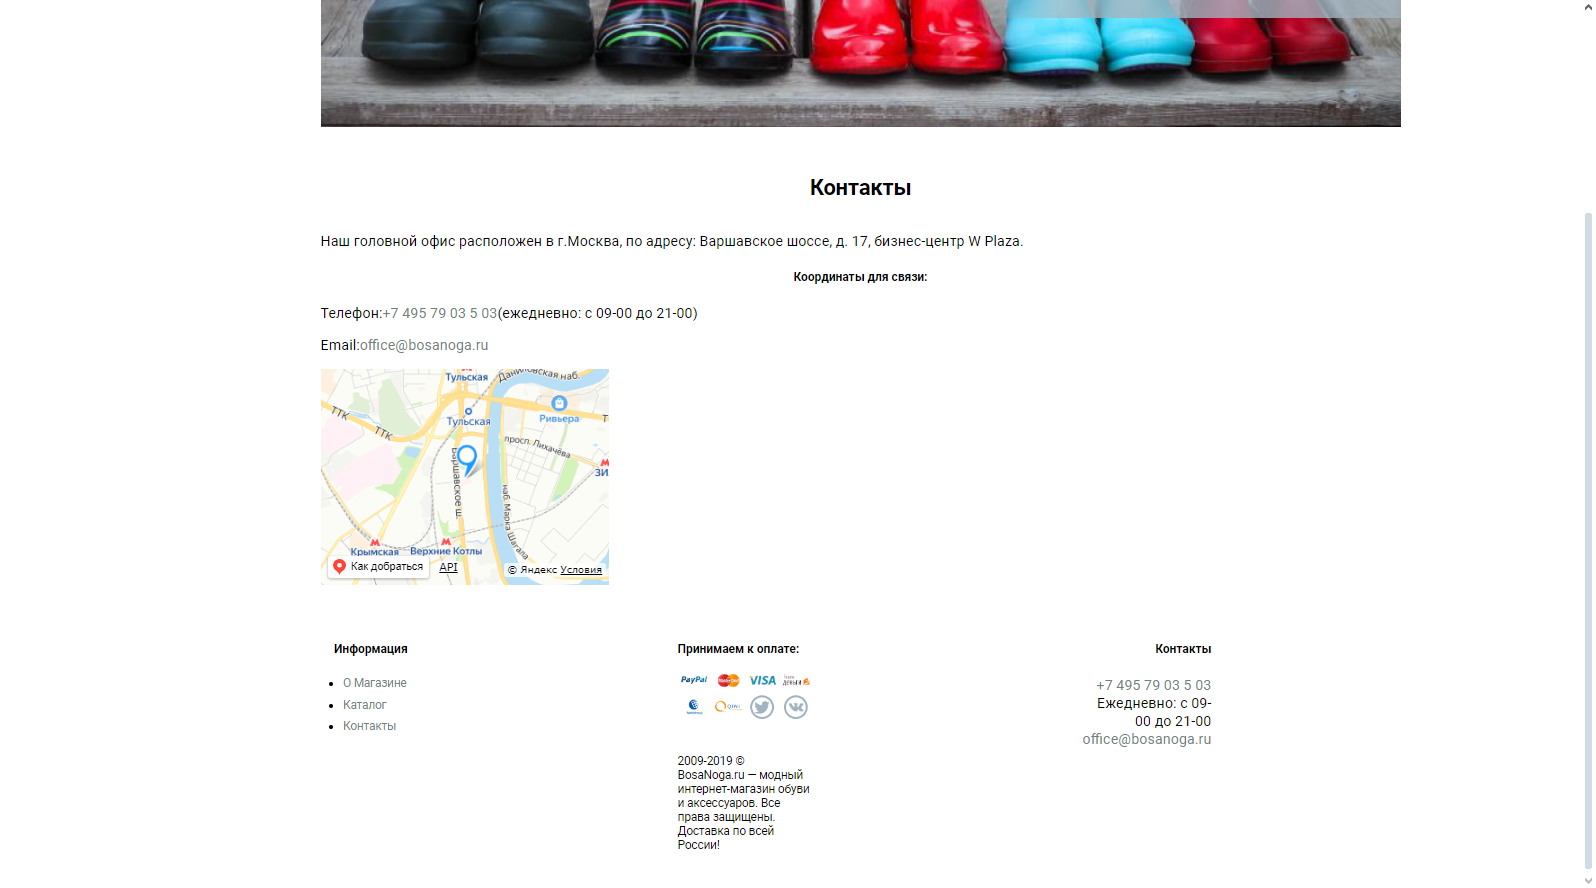 Контакты
Наш головной офис расположен в г.Москва, по адресу: Варшавское шоссе, д. 17, бизнес-центр W Plaza.
Координаты для связи:
Телефон:+7 495 79 03 5 03(ежедневно: с 09-00 до 21-00)
Email:office@bosanoga.ru
Тульская
Даниловская наб.
ТТК
ТТК
Тульская
Ривьера
просп. Лихачёва
Варшавское ш.
наб. Марка Шагала
Крымская
Верхние Котлы
Как добраться
API
© Яндекс Условия
Информация
О Магазине
Каталог
Контакты
Принимаем к оплате:
PayPal
VISA
QIWI
2009-2019 ©
BosaNoga.ru — модный
интернет-магазин обуви
и аксессуаров. Все
права защищены.
Доставка по всей
России!
Контакты
+7 495 79 03 5 03
Ежедневно: с 09-
00 до 21-00
office@bosanoga.ru